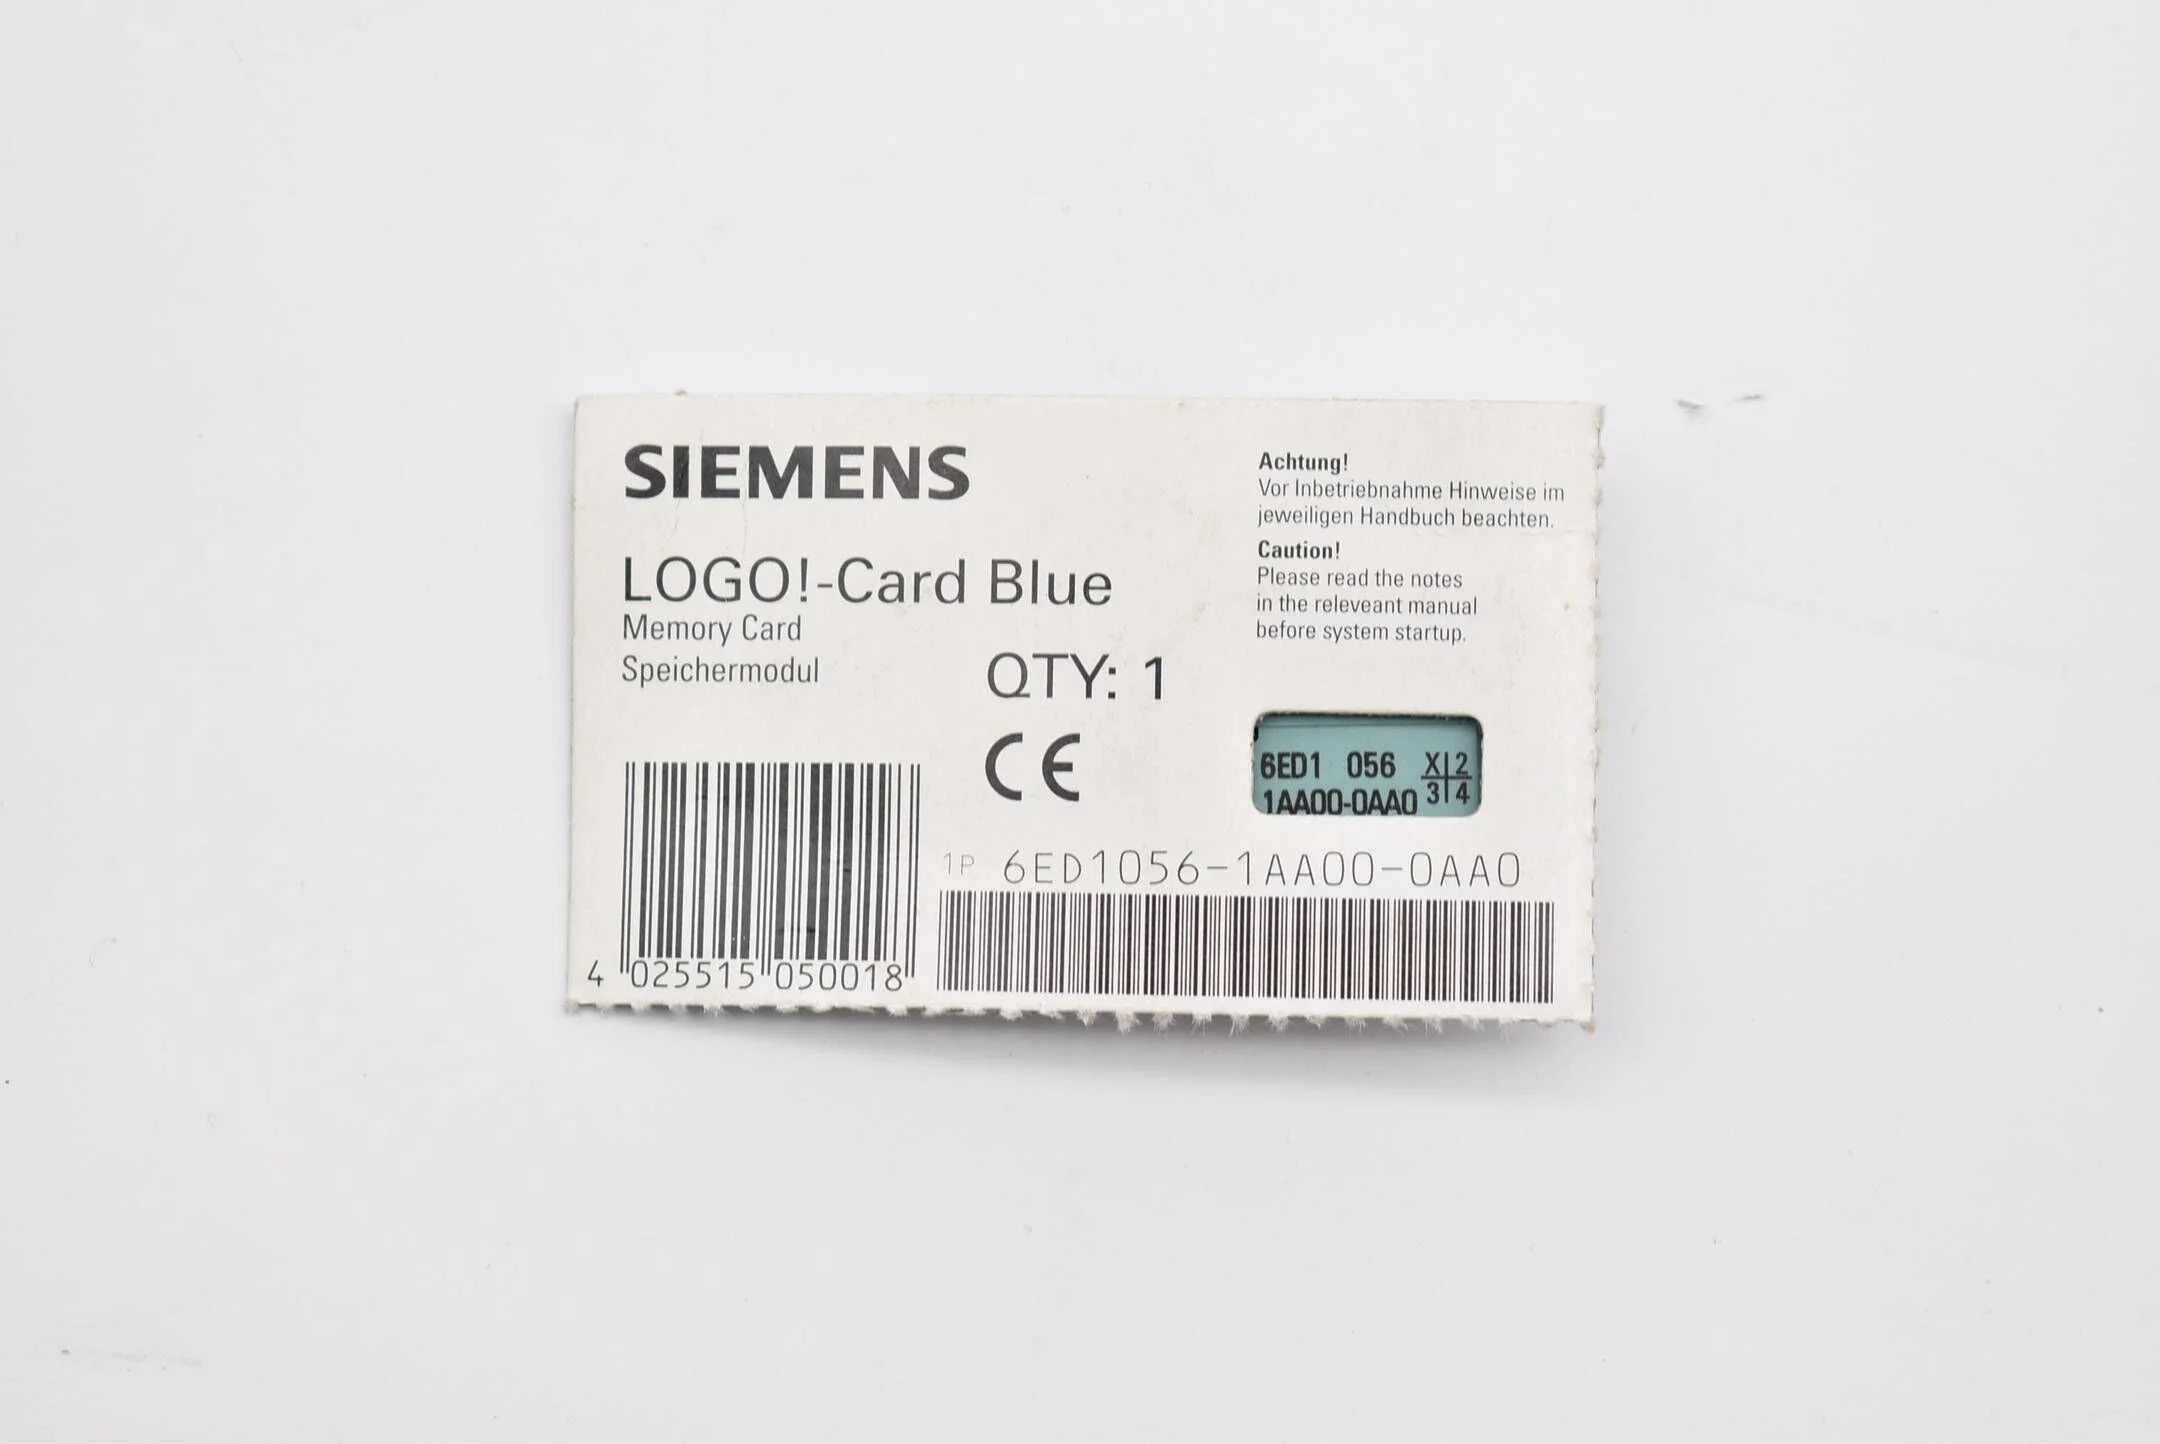 SIEMENS
LOGO!-Card Blue
Memory Card
Speichermodul
QTY: 1
CE
Achtung!
Vor Inbetriebnahme Hinweise im
jeweiligen Handbuch beachten.
Caution!
Please read the notes
in the releveant manual
before system startup.
6ED1 056 X 2
1AA00-0AA0 3 4
1P 6ED1056-1AA00-0AA0
4 025515 050018